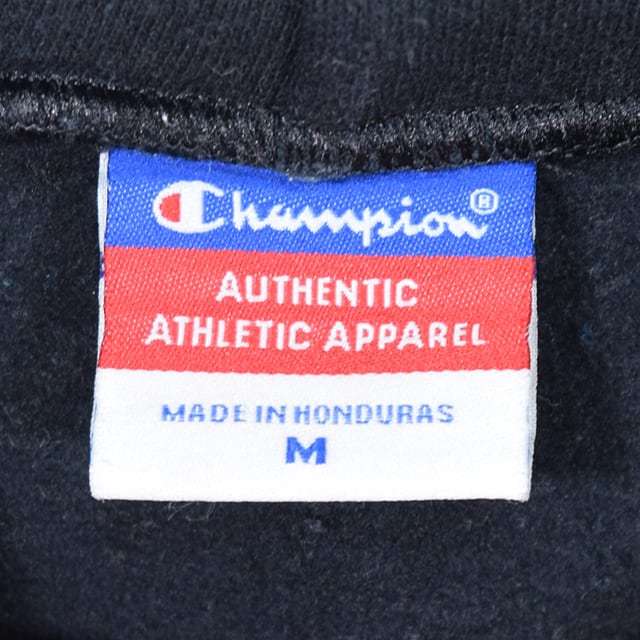 Champion®
AUTHENTIC
ATHLETIC APPAREL
MADE IN HONDURAS
M